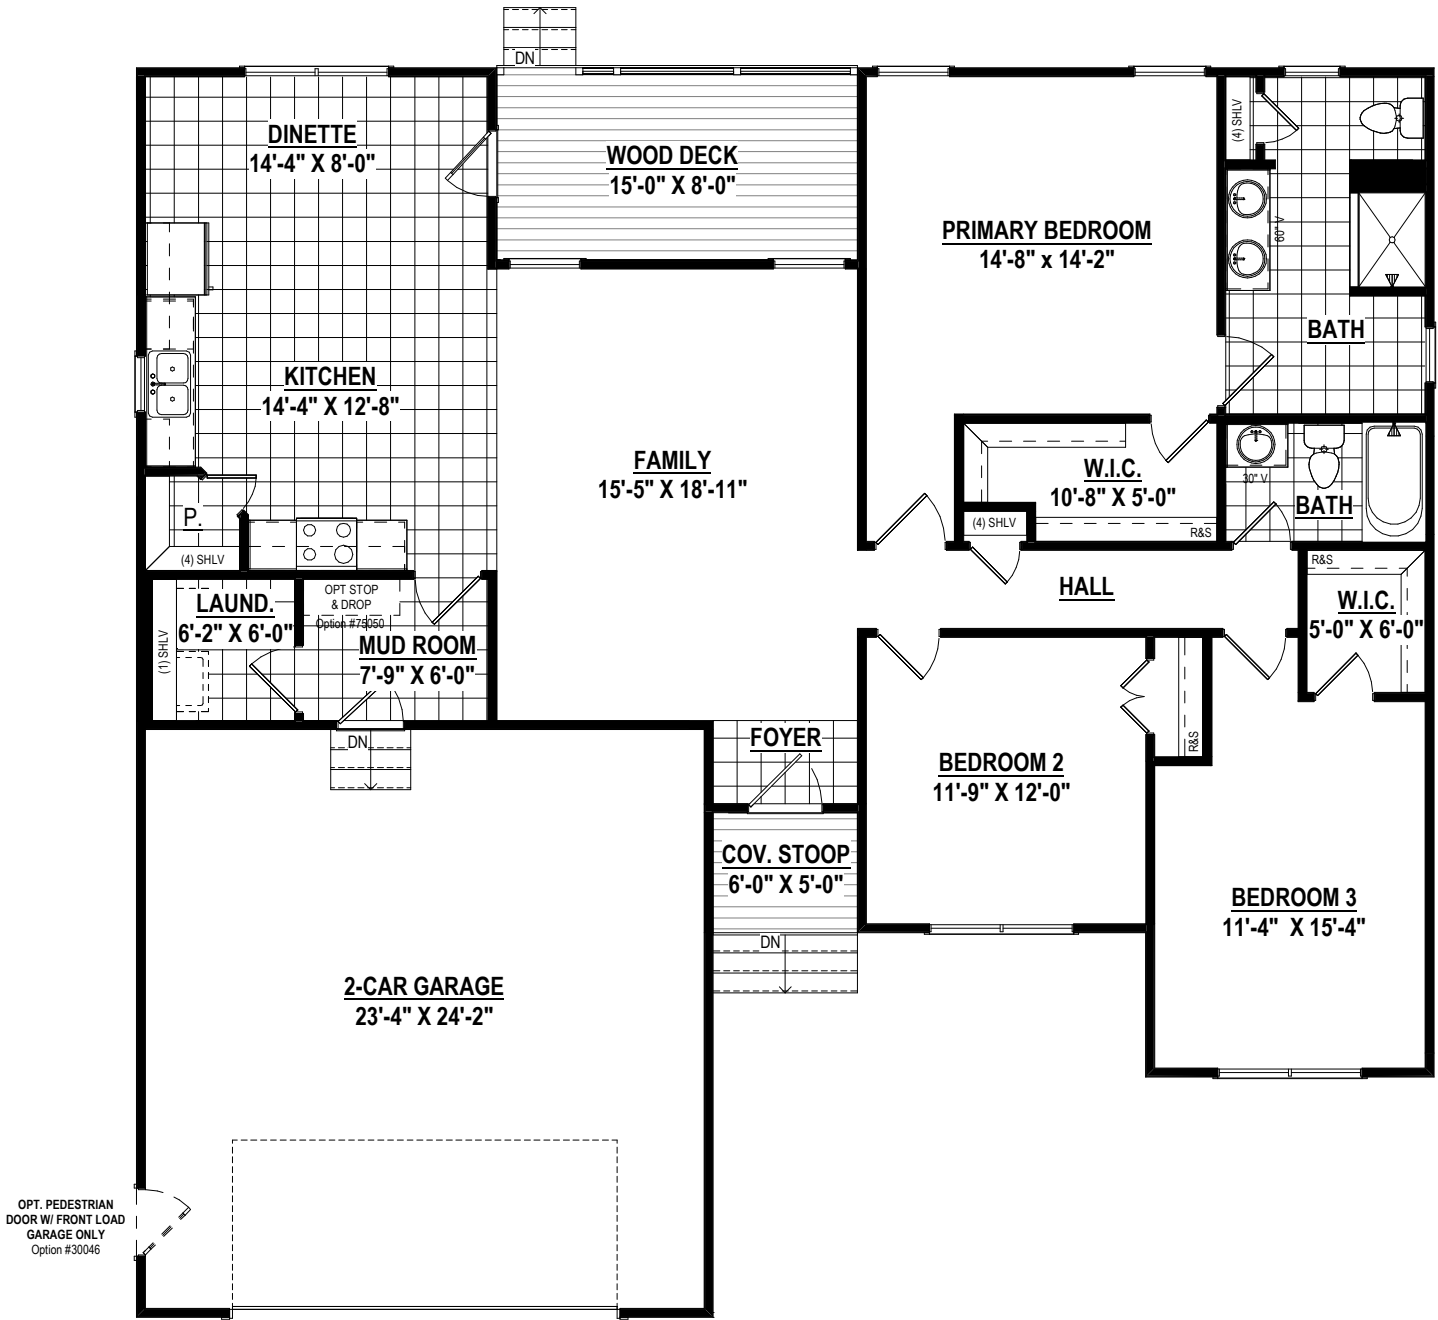 DN
DINETTE
14'-4" X 8'-0"
WOOD DECK
15'-0" X 8'-0"
(4) SHLV
PRIMARY BEDROOM
14'-8" x 14'-2"
60" V
BATH
KITCHEN
14'-4" X 12'-8"
FAMILY
15'-5" X 18'-11"
W.I.C.
10'-8" X 5'-0"
30" V
BATH
P.
(4) SHLV
(4) SHLV
R&S
HALL
R&S
W.I.C.
5'-0" X 6'-0"
LAUND.
6'-2" X 6'-0"
(1) SHLV
OPT STOP
& DROP
Option #75050
MUD ROOM
7'-9" X 6'-0"
DN
FOYER
R&S
BEDROOM 2
11'-9" X 12'-0"
COV. STOOP
6'-0" X 5'-0"
DN
BEDROOM 3
11'-4" X 15'-4"
2-CAR GARAGE
23'-4" X 24'-2"
OPT. PEDESTRIAN
DOOR W/ FRONT LOAD
GARAGE ONLY
Option #30046